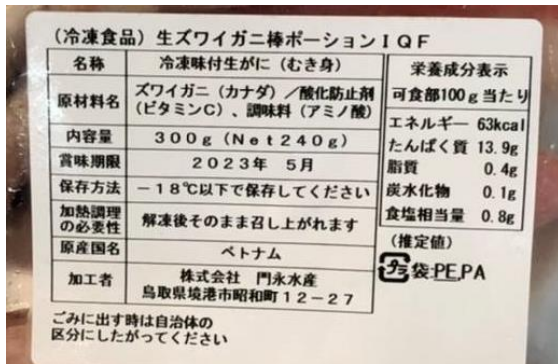 (冷凍食品) 生ズワイガニ棒ポーションIQF
名称 冷凍味付生がに (むき身)
原材料名 ズワイガニ (カナダ) /酸化防止剤
(ビタミンC)、調味料 (アミノ酸)
内容量 300g (Net240g)
賞味期限 2023年 5月
保存方法 -18℃以下で保存してください
加熱調理
の必要性 解凍後そのまま召し上がれます
原産国名 ベトナム
加工者 株式会社 門永水産
鳥取県境港市昭和町12-27
ごみに出す時は自治体の
区分にしたがってください
栄養成分表示
可食部100g当たり
エネルギー 63kcal
たんぱく質 13.9g
脂質 0.4g
炭水化物 0.1g
食塩相当量 0.8g
(推定値)
プラ 袋:PE,PA